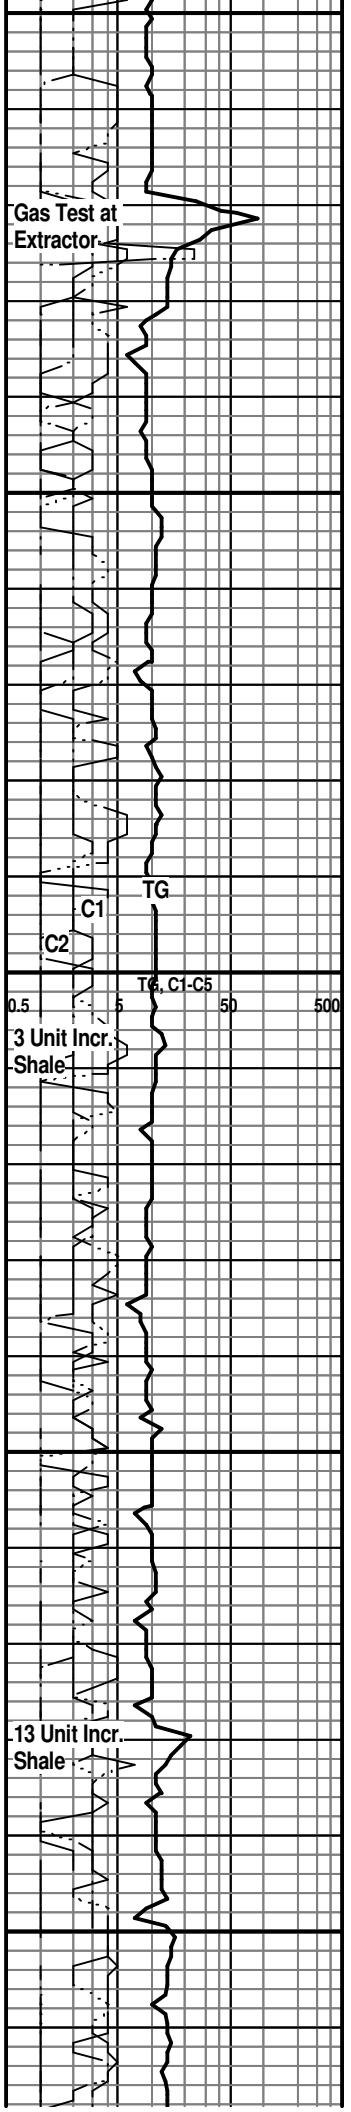 Gas Test at
Extractor
TG
C1
C2
TG, C1-C5
0.5 5 50 500
3 Unit Incr.
Shale
13 Unit Incr.
Shale